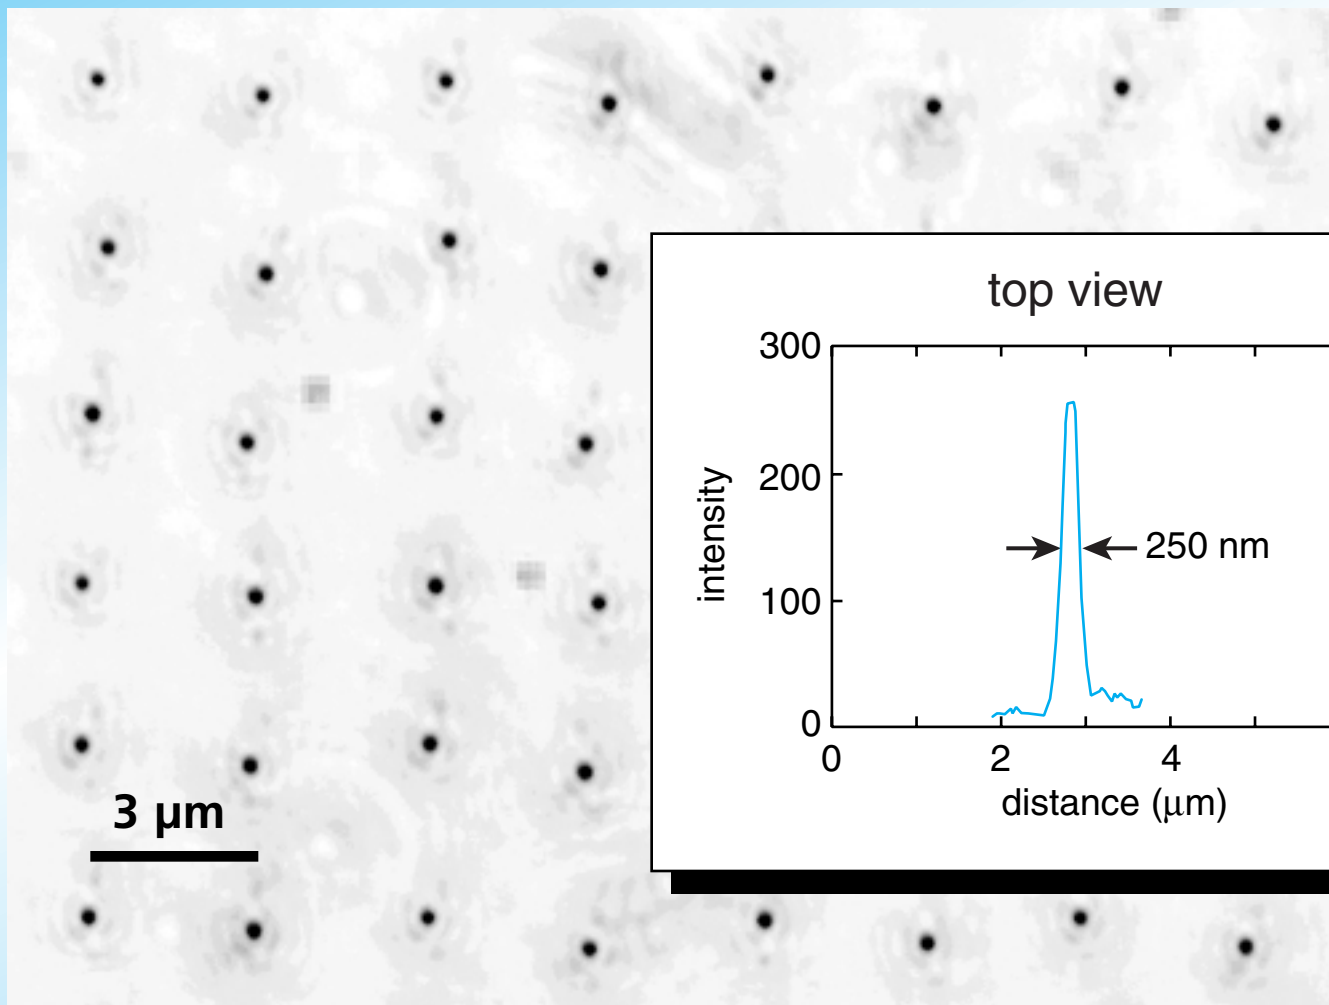 top view
300
200
100
0
intensity
250 nm
0 2 4
distance (μm)
3 μm